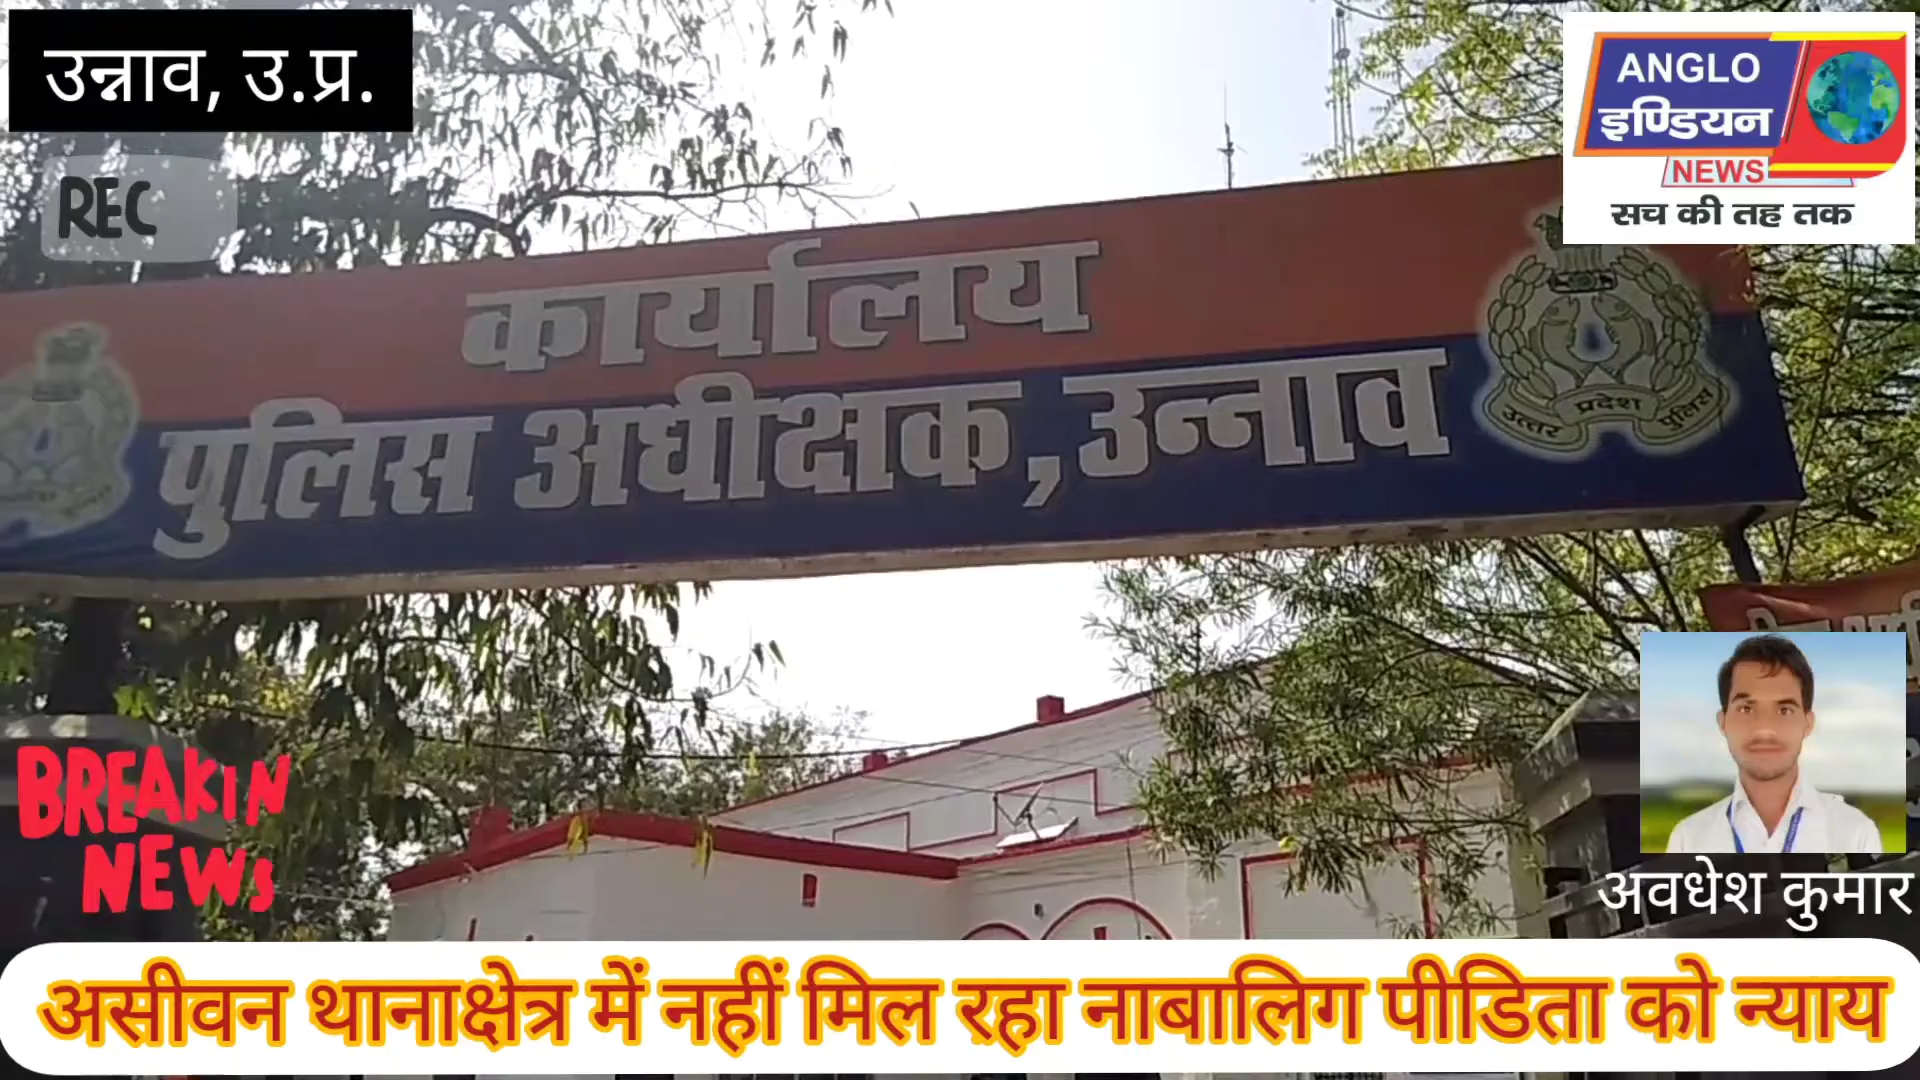 उन्नाव, उ.प्र.
REC
ANGLO
इण्डियन
NEWS
सच की तह तक
कार्यालय
पुलिस अधीक्षक,उन्नाव
उत्तर प्रदेश पुलिस
BREAKIN
NEWS
अवधेश कुमार
असीवन थानाक्षेत्र में नहीं मिल रहा नाबालिग पीडिता को न्याय